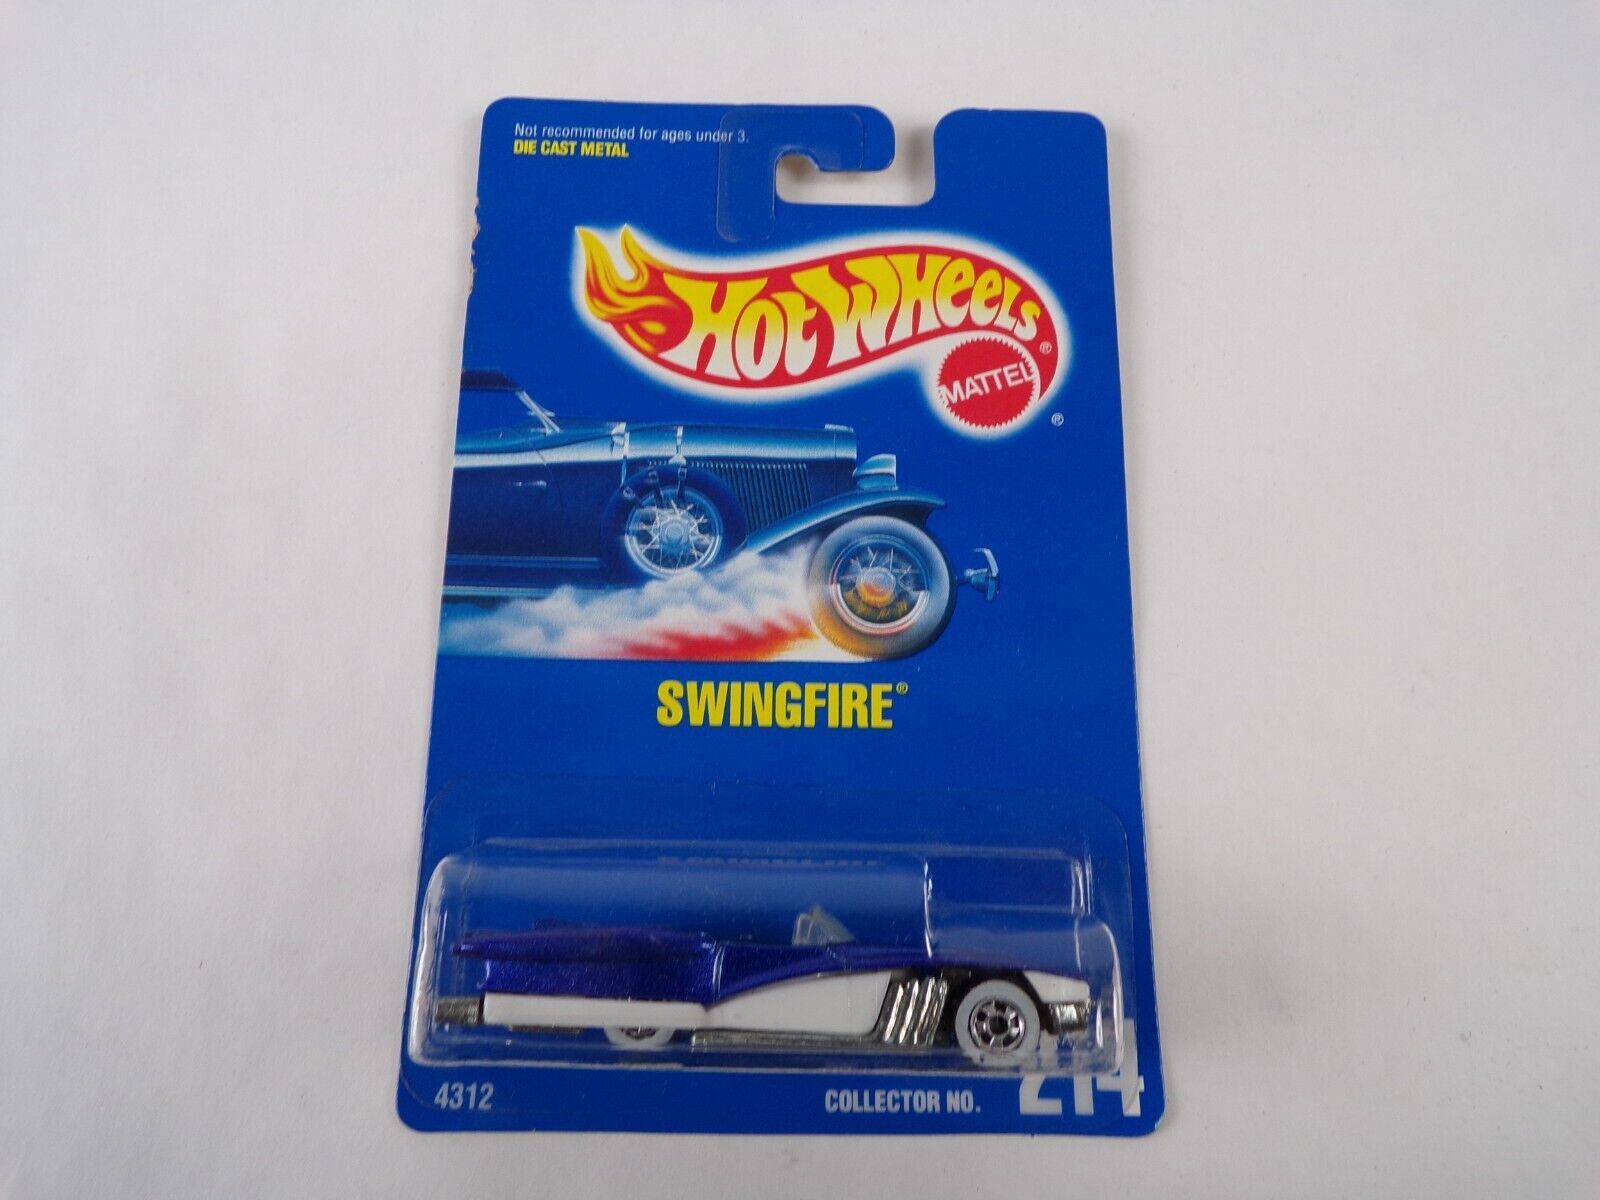 Not recommended for ages under 3.
DIE CAST METAL
HOT WHEELS®
MATTEL
®
SWINGFIRE®
4312
COLLECTOR NO. 214